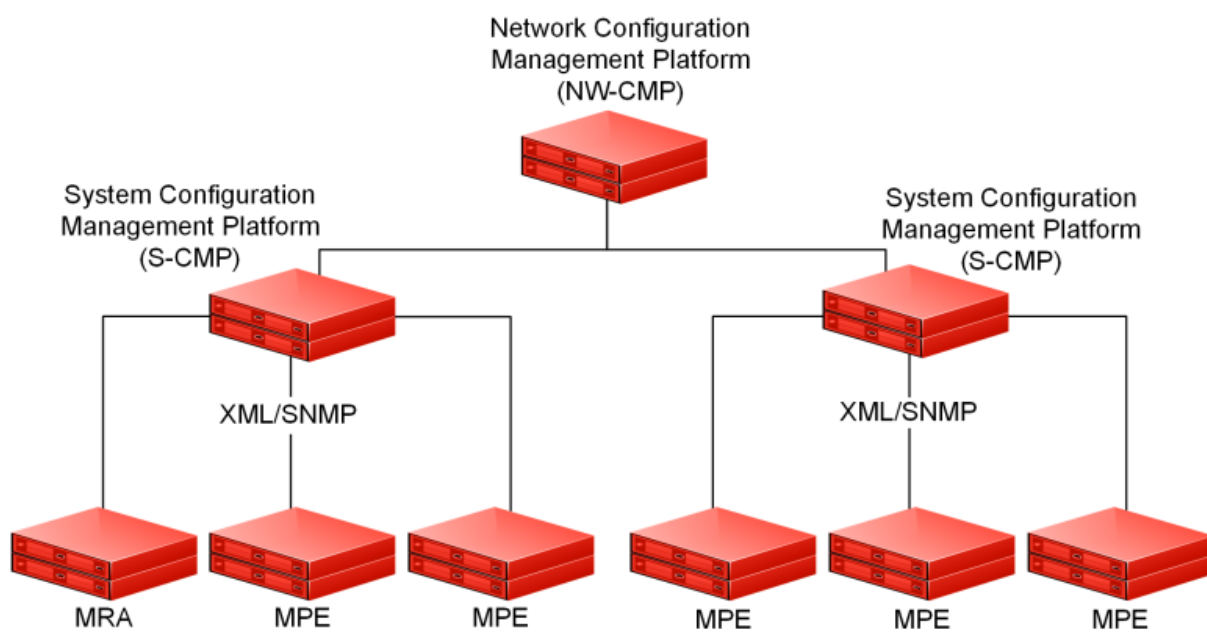 Network Configuration
Management Platform
(NW-CMP)
System Configuration
Management Platform
(S-CMP)
System Configuration
Management Platform
(S-CMP)
XML/SNMP
XML/SNMP
MRA
MPE
MPE
MPE
MPE
MPE